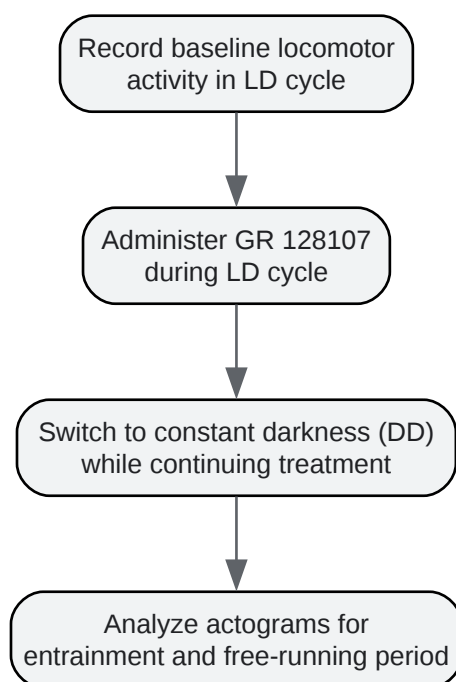 Record baseline locomotor
activity in LD cycle
Administer GR 128107
during LD cycle
Switch to constant darkness (DD)
while continuing treatment
Analyze actograms for
entrainment and free-running period